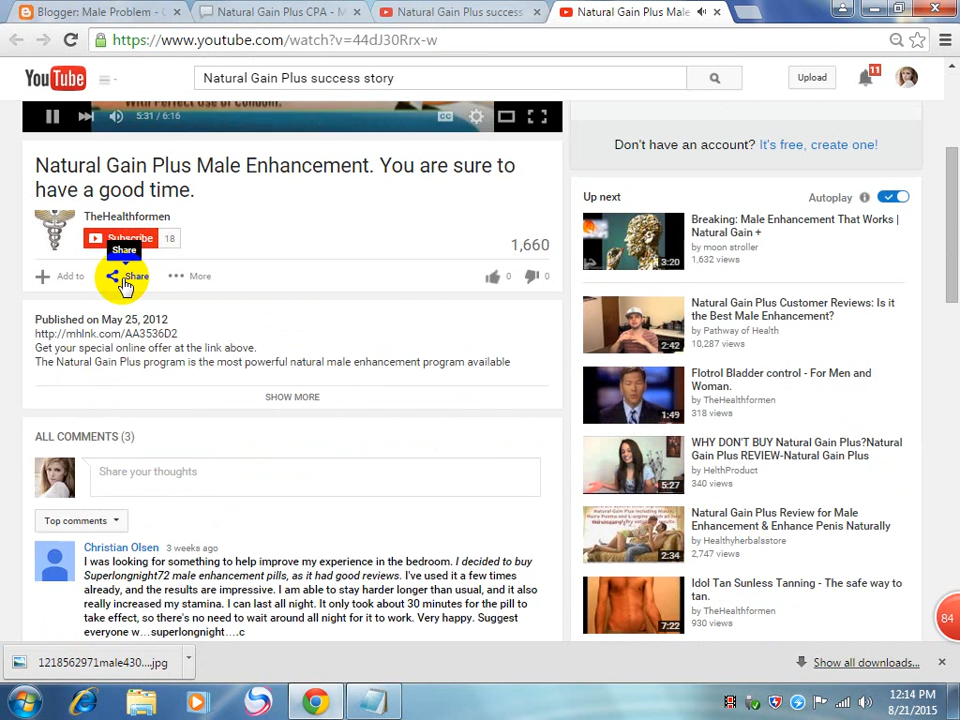 Blogger: Male Problem - C
Natural Gain Plus CPA - M
Natural Gain Plus success
Natural Gain Plus Male
https://www.youtube.com/watch?v=44dJ30Rrx-w
YouTube
Natural Gain Plus success story
Upload
11
With Perfect Use of Condom.
5:31 / 6:16
CC
Natural Gain Plus Male Enhancement. You are sure to
have a good time.
TheHealthformen
Subscribe
18
Share
1,660
Add to
Share
More
0
0
Published on May 25, 2012
http://mhlnk.com/AA3536D2
Get your special online offer at the link above.
The Natural Gain Plus program is the most powerful natural male enhancement program available
SHOW MORE
ALL COMMENTS (3)
Share your thoughts
Top comments
Christian Olsen 3 weeks ago
I was looking for something to help improve my experience in the bedroom. I decided to
buy Superlongnight72 male enhancement pills, as it had good reviews. I've used it a few times
already, and the results are impressive. I am able to stay harder longer than usual, and it also
really increased my stamina. I can last all night. It only took about 30 minutes for the pill to
take effect, so there's no need to wait around all night for it to work. Very happy. Suggest
everyone w...superlongnight....c
Don't have an account? It's free, create one!
Up next
Autoplay
Breaking: Male Enhancement That Works |
Natural Gain +
by moon stroller
1,632 views
3:20
Natural Gain Plus Customer Reviews: Is it
the Best Male Enhancement?
by Pathway of Health
10,287 views
2:42
Flotrol Bladder control - For Men and
Woman.
by TheHealthformen
318 views
1:49
WHY DON'T BUY Natural Gain Plus?Natural
Gain Plus REVIEW-Natural Gain Plus
by HelthProduct
340 views
5:27
Natural Gain Plus Review for Male
Enhancement & Enhance Penis Naturally
by Healthyherbalsstore
2,747 views
2:34
Idol Tan Sunless Tanning - The safe way to
tan.
by TheHealthformen
930 views
7:22
84
1218562971male430....jpg
Show all downloads...
12:14 PM
8/21/2015